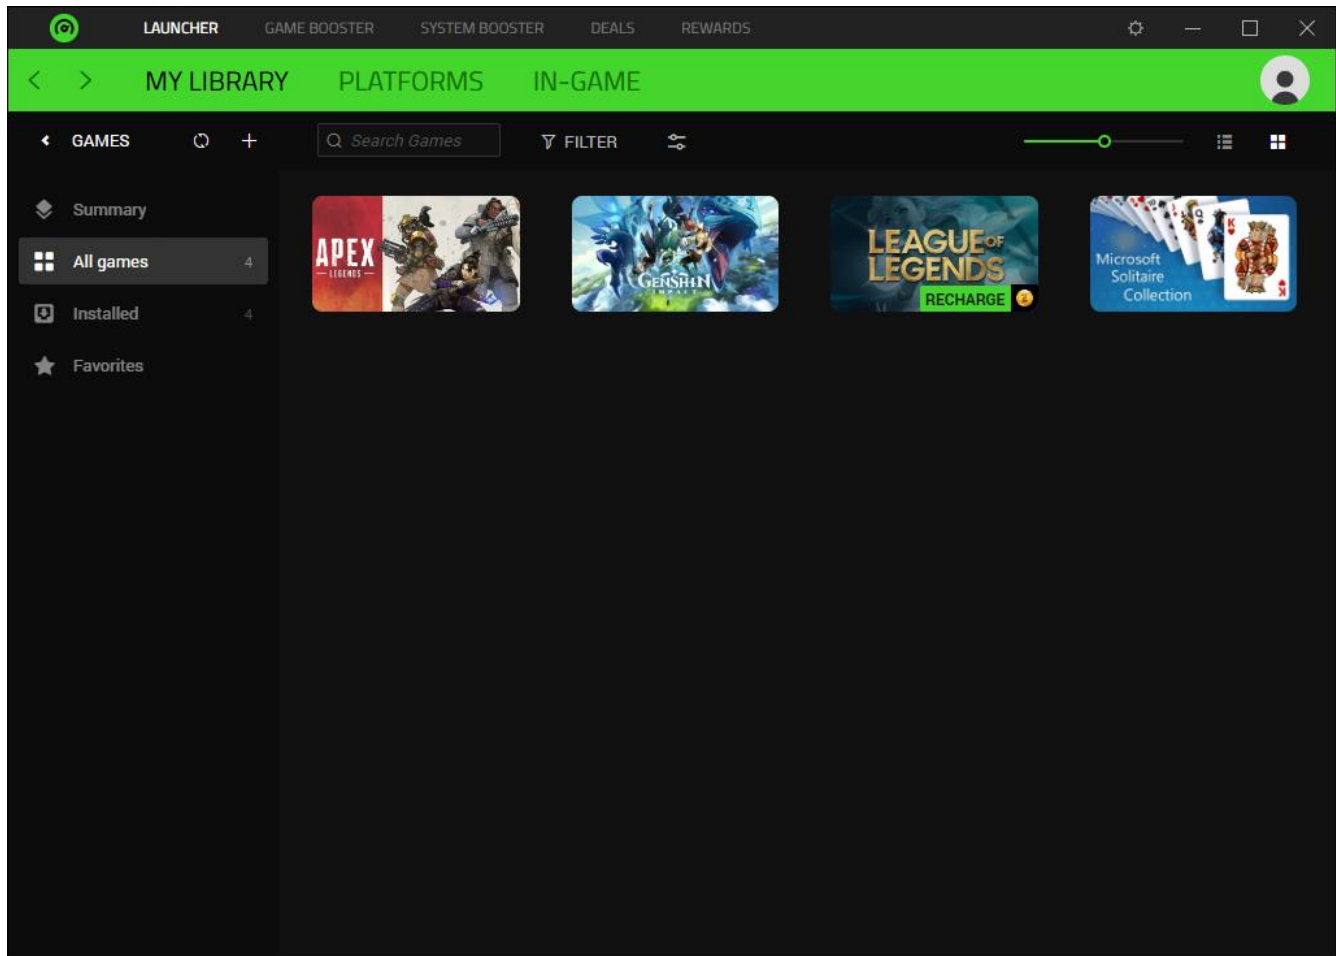 LAUNCHER GAME BOOSTER SYSTEM BOOSTER DEALS REWARDS
MY LIBRARY PLATFORMS IN-GAME
GAMES Search Games FILTER
Summary
All games 4
Installed 4
Favorites
APEX
LEGENDS
GENSHIN
IMPACT
LEAGUE OF
LEGENDS
RECHARGE
Microsoft
Solitaire
Collection
K
Q
K